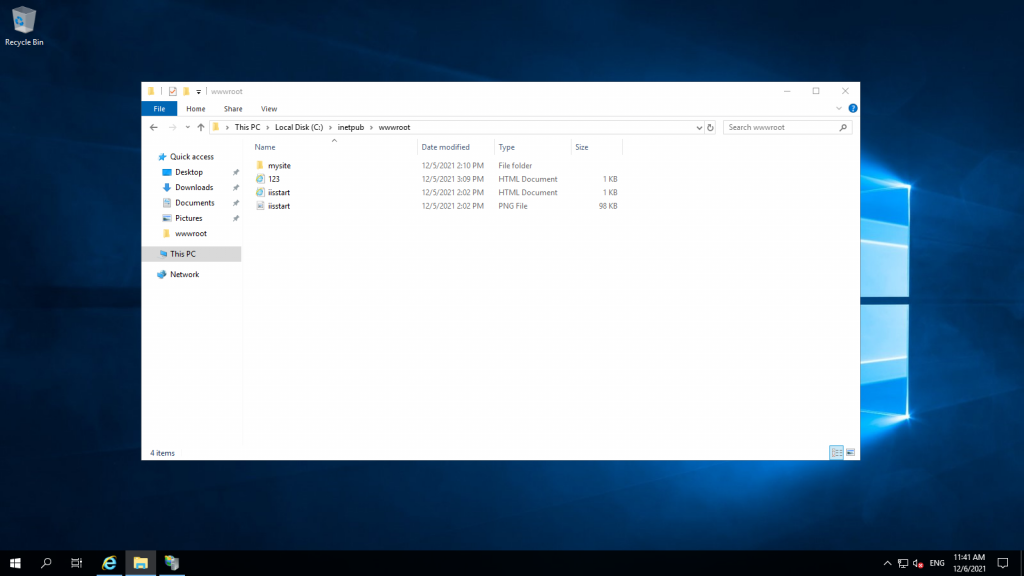 Recycle Bin
wwwroot
File Home Share View
This PC Local Disk (C:) inetpub wwwroot
Search wwwroot
Name Date modified Type Size
Quick access
Desktop
Downloads
Documents
Pictures
wwwroot
This PC
Network
mysite 12/5/2021 2:10 PM File folder
123 12/5/2021 3:09 PM HTML Document 1 KB
iisstart 12/5/2021 2:02 PM HTML Document 1 KB
iisstart 12/5/2021 2:02 PM PNG File 98 KB
4 items
ENG
11:41 AM
12/6/2021